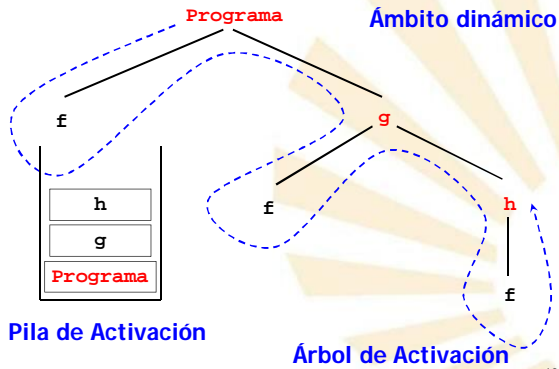 Programa
Ámbito dinámico
f
g
f
h
h
g
Programa
f
Pila de Activación
Árbol de Activación